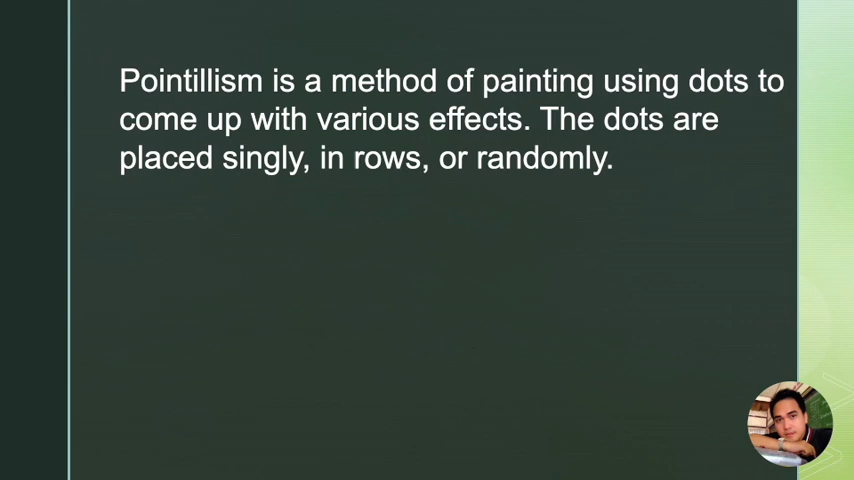 Pointillism is a method of painting using dots to
come up with various effects. The dots are
placed singly, in rows, or randomly.